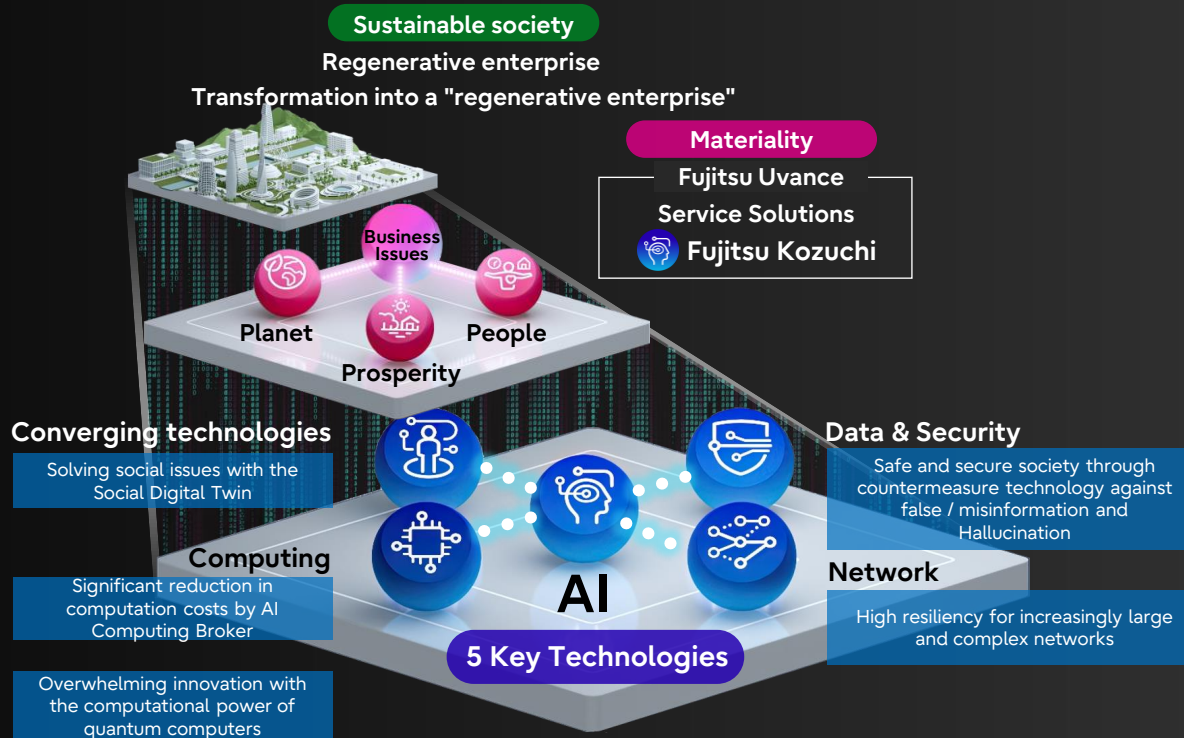 Sustainable society
Regenerative enterprise
Transformation into a "regenerative enterprise"
Materiality
Fujitsu Uvance
Service Solutions
Fujitsu Kozuchi
Business
Issues
Planet
People
Prosperity
Converging technologies
Solving social issues with the
Social Digital Twin
Computing
Significant reduction in
computation costs by AI
Computing Broker
Overwhelming innovation with
the computational power of
quantum computers
AI
5 Key Technologies
Data & Security
Safe and secure society through
countermeasure technology against
false / misinformation and
Hallucination
Network
High resiliency for increasingly large
and complex networks